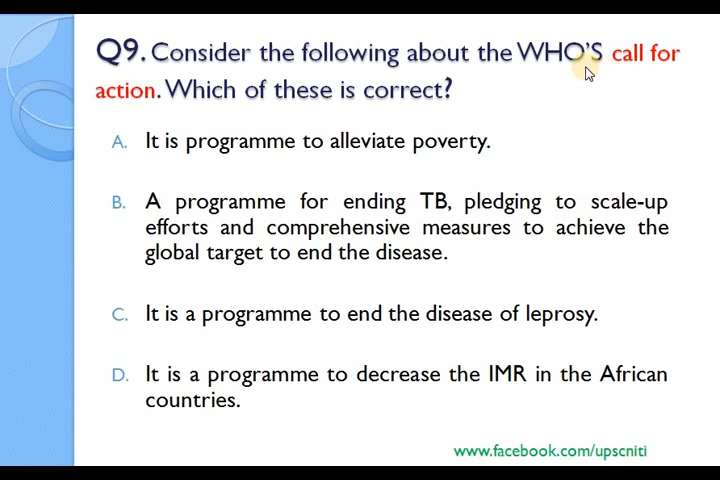 Q9. Consider the following about the WHO'S call for
action. Which of these is correct?
A. It is programme to alleviate poverty.
B. A programme for ending TB, pledging to scale-up
efforts and comprehensive measures to achieve the
global target to end the disease.
C. It is a programme to end the disease of leprosy.
D. It is a programme to decrease the IMR in the African
countries.
www.facebook.com/upscniti